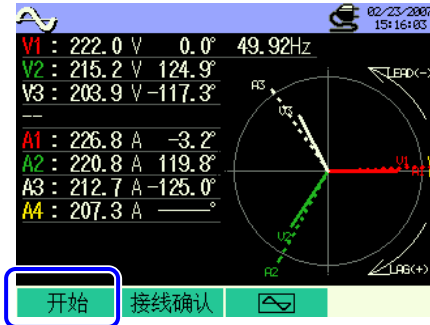 02/23/2007
15:16:03
V1 : 222.0 V 0.0° 49.92Hz
V2 : 215.2 V 124.9°
V3 : 203.9 V -117.3°
--
A1 : 226.8 A -3.2°
A2 : 220.8 A 119.8°
A3 : 212.7 A -125.0°
A4 : 207.3 A ——°
LEAD(-)
A3
V3
V1
V2
A2
LAG(+)
开始 接线确认